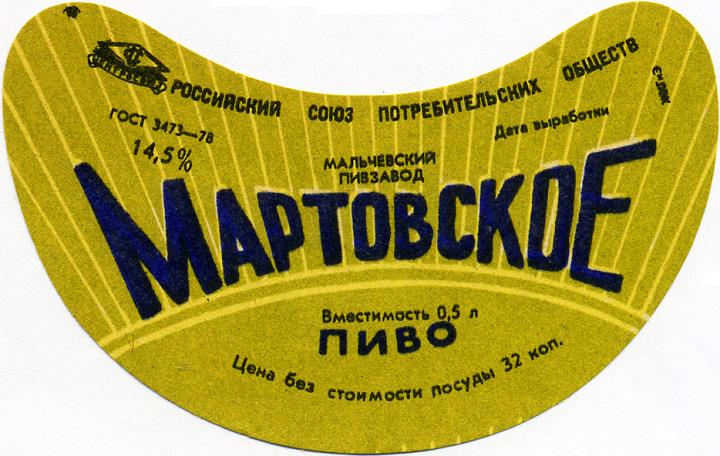 ЦЕНТРОСОЮЗ
РОССИЙСКИЙ СОЮЗ ПОТРЕБИТЕЛЬСКИХ ОБЩЕСТВ
ГОСТ 3473—78
14,5%
Дата выработки
МАЛЬЧЕВСКИЙ
ПИВЗАВОД
МАРТОВСКОЕ
Вместимость 0,5 л
ПИВО
Цена без стоимости посуды 32 коп.